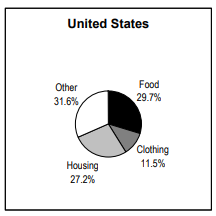 United States
Other
31.6%
Food
29.7%
Clothing
11.5%
Housing
27.2%